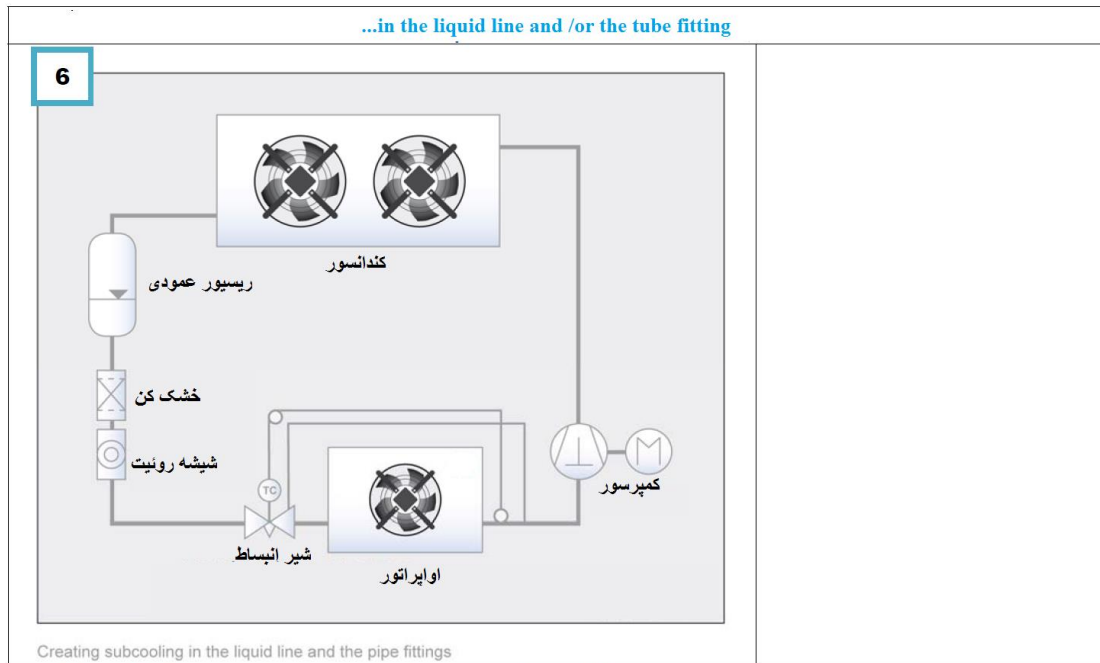 ...in the liquid line and /or the tube fitting
6
کندانسور
ریسیور عمودی
خشک کن
شیشه روئیت
TC
M
کمپرسور
شیر انبساط
اواپراتور
Creating subcooling in the liquid line and the pipe fittings